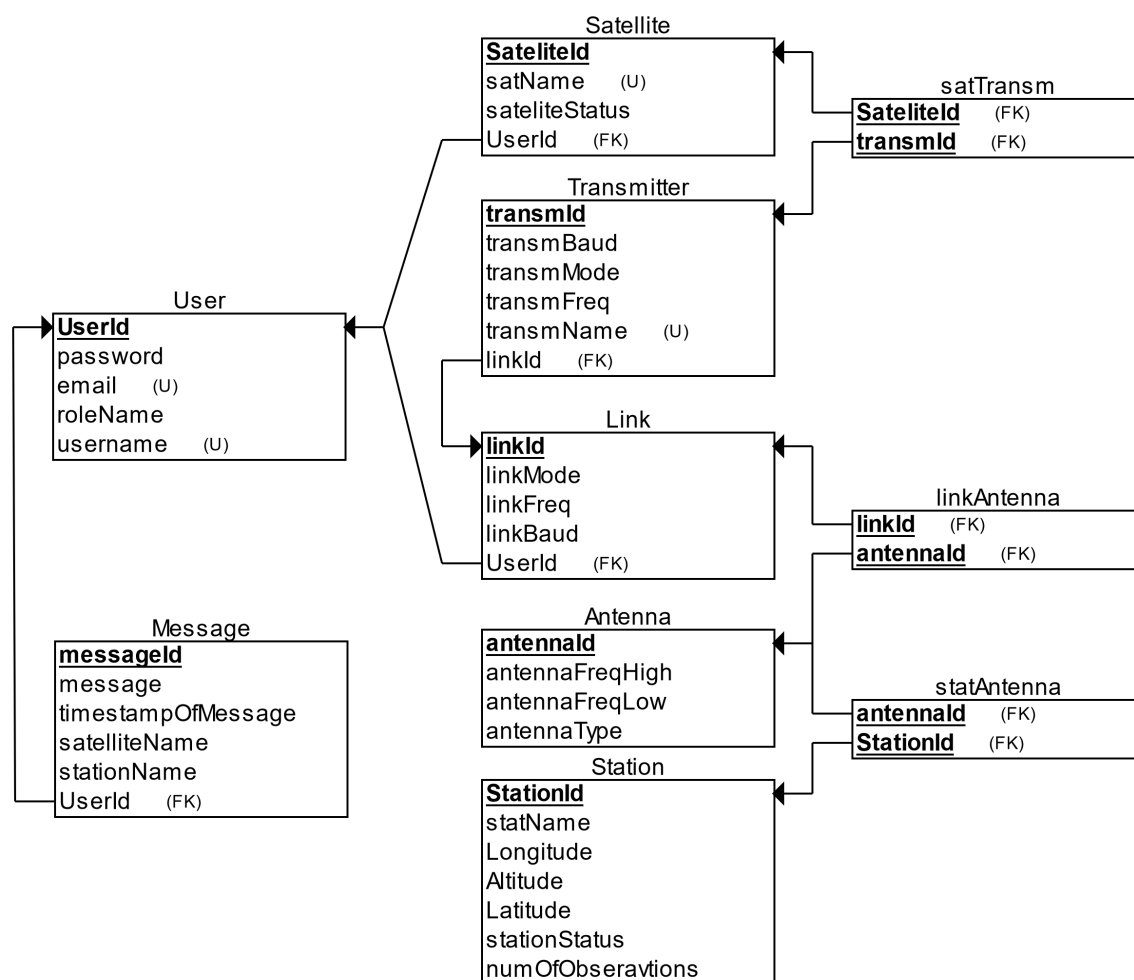 Satellite
SateliteId
satName (U)
sateliteStatus
UserId (FK)
satTransm
SateliteId (FK)
transmId (FK)
Transmitter
transmId
transmBaud
transmMode
transmFreq
transmName (U)
linkId (FK)
User
UserId
password
email (U)
roleName
username (U)
Link
linkId
linkMode
linkFreq
linkBaud
UserId (FK)
linkAntenna
linkId (FK)
antennaId (FK)
Message
messageId
message
timestampOfMessage
satelliteName
stationName
UserId (FK)
Antenna
antennaId
antennaFreqHigh
antennaFreqLow
antennaType
statAntenna
antennaId (FK)
StationId (FK)
Station
StationId
statName
Longitude
Altitude
Latitude
stationStatus
numOfObseravtions